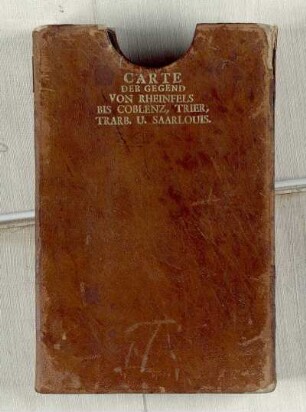 CARTE
DER GEGEND
VON RHEINFELS
BIS COBLENZ, TRIER,
TRARB. U. SAARLOUIS.